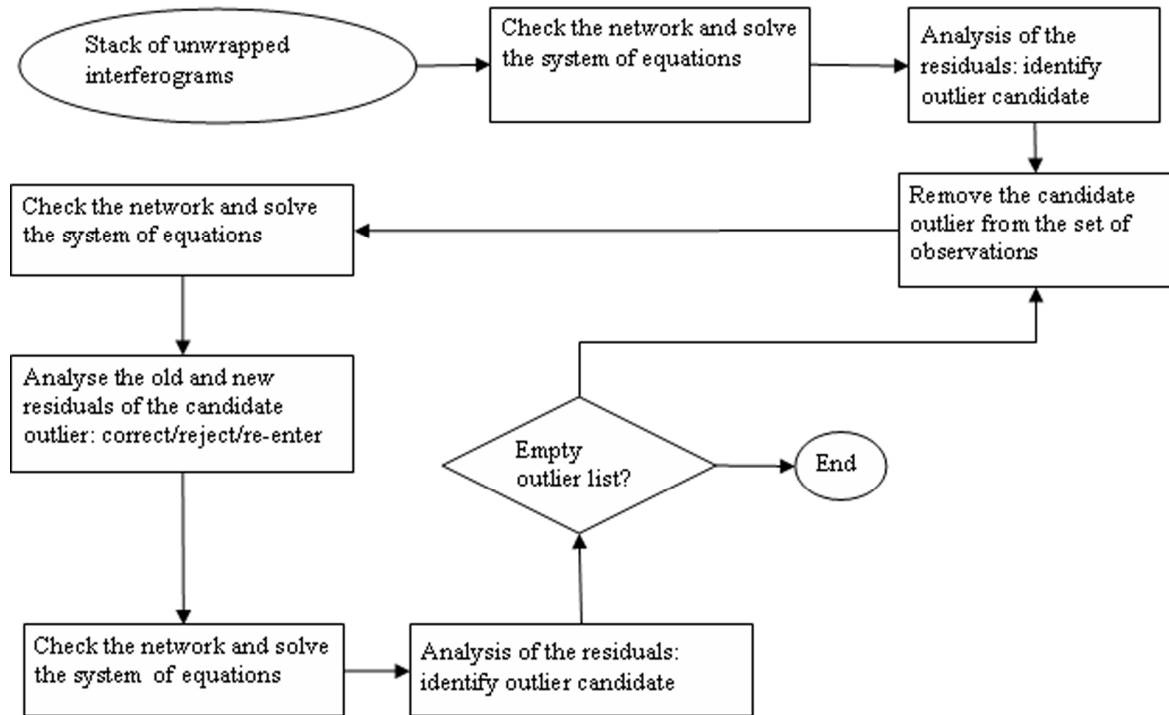 Stack of unwrapped
interferograms
Check the network and solve
the system of equations
Analysis of the
residuals: identify
outlier candidate
Remove the candidate
outlier from the set of
observations
Check the network and solve
the system of equations
Analyse the old and new
residuals of the candidate
outlier: correct/reject/re-enter
Empty
outlier list?
End
Check the network and solve
the system of equations
Analysis of the residuals:
identify outlier candidate